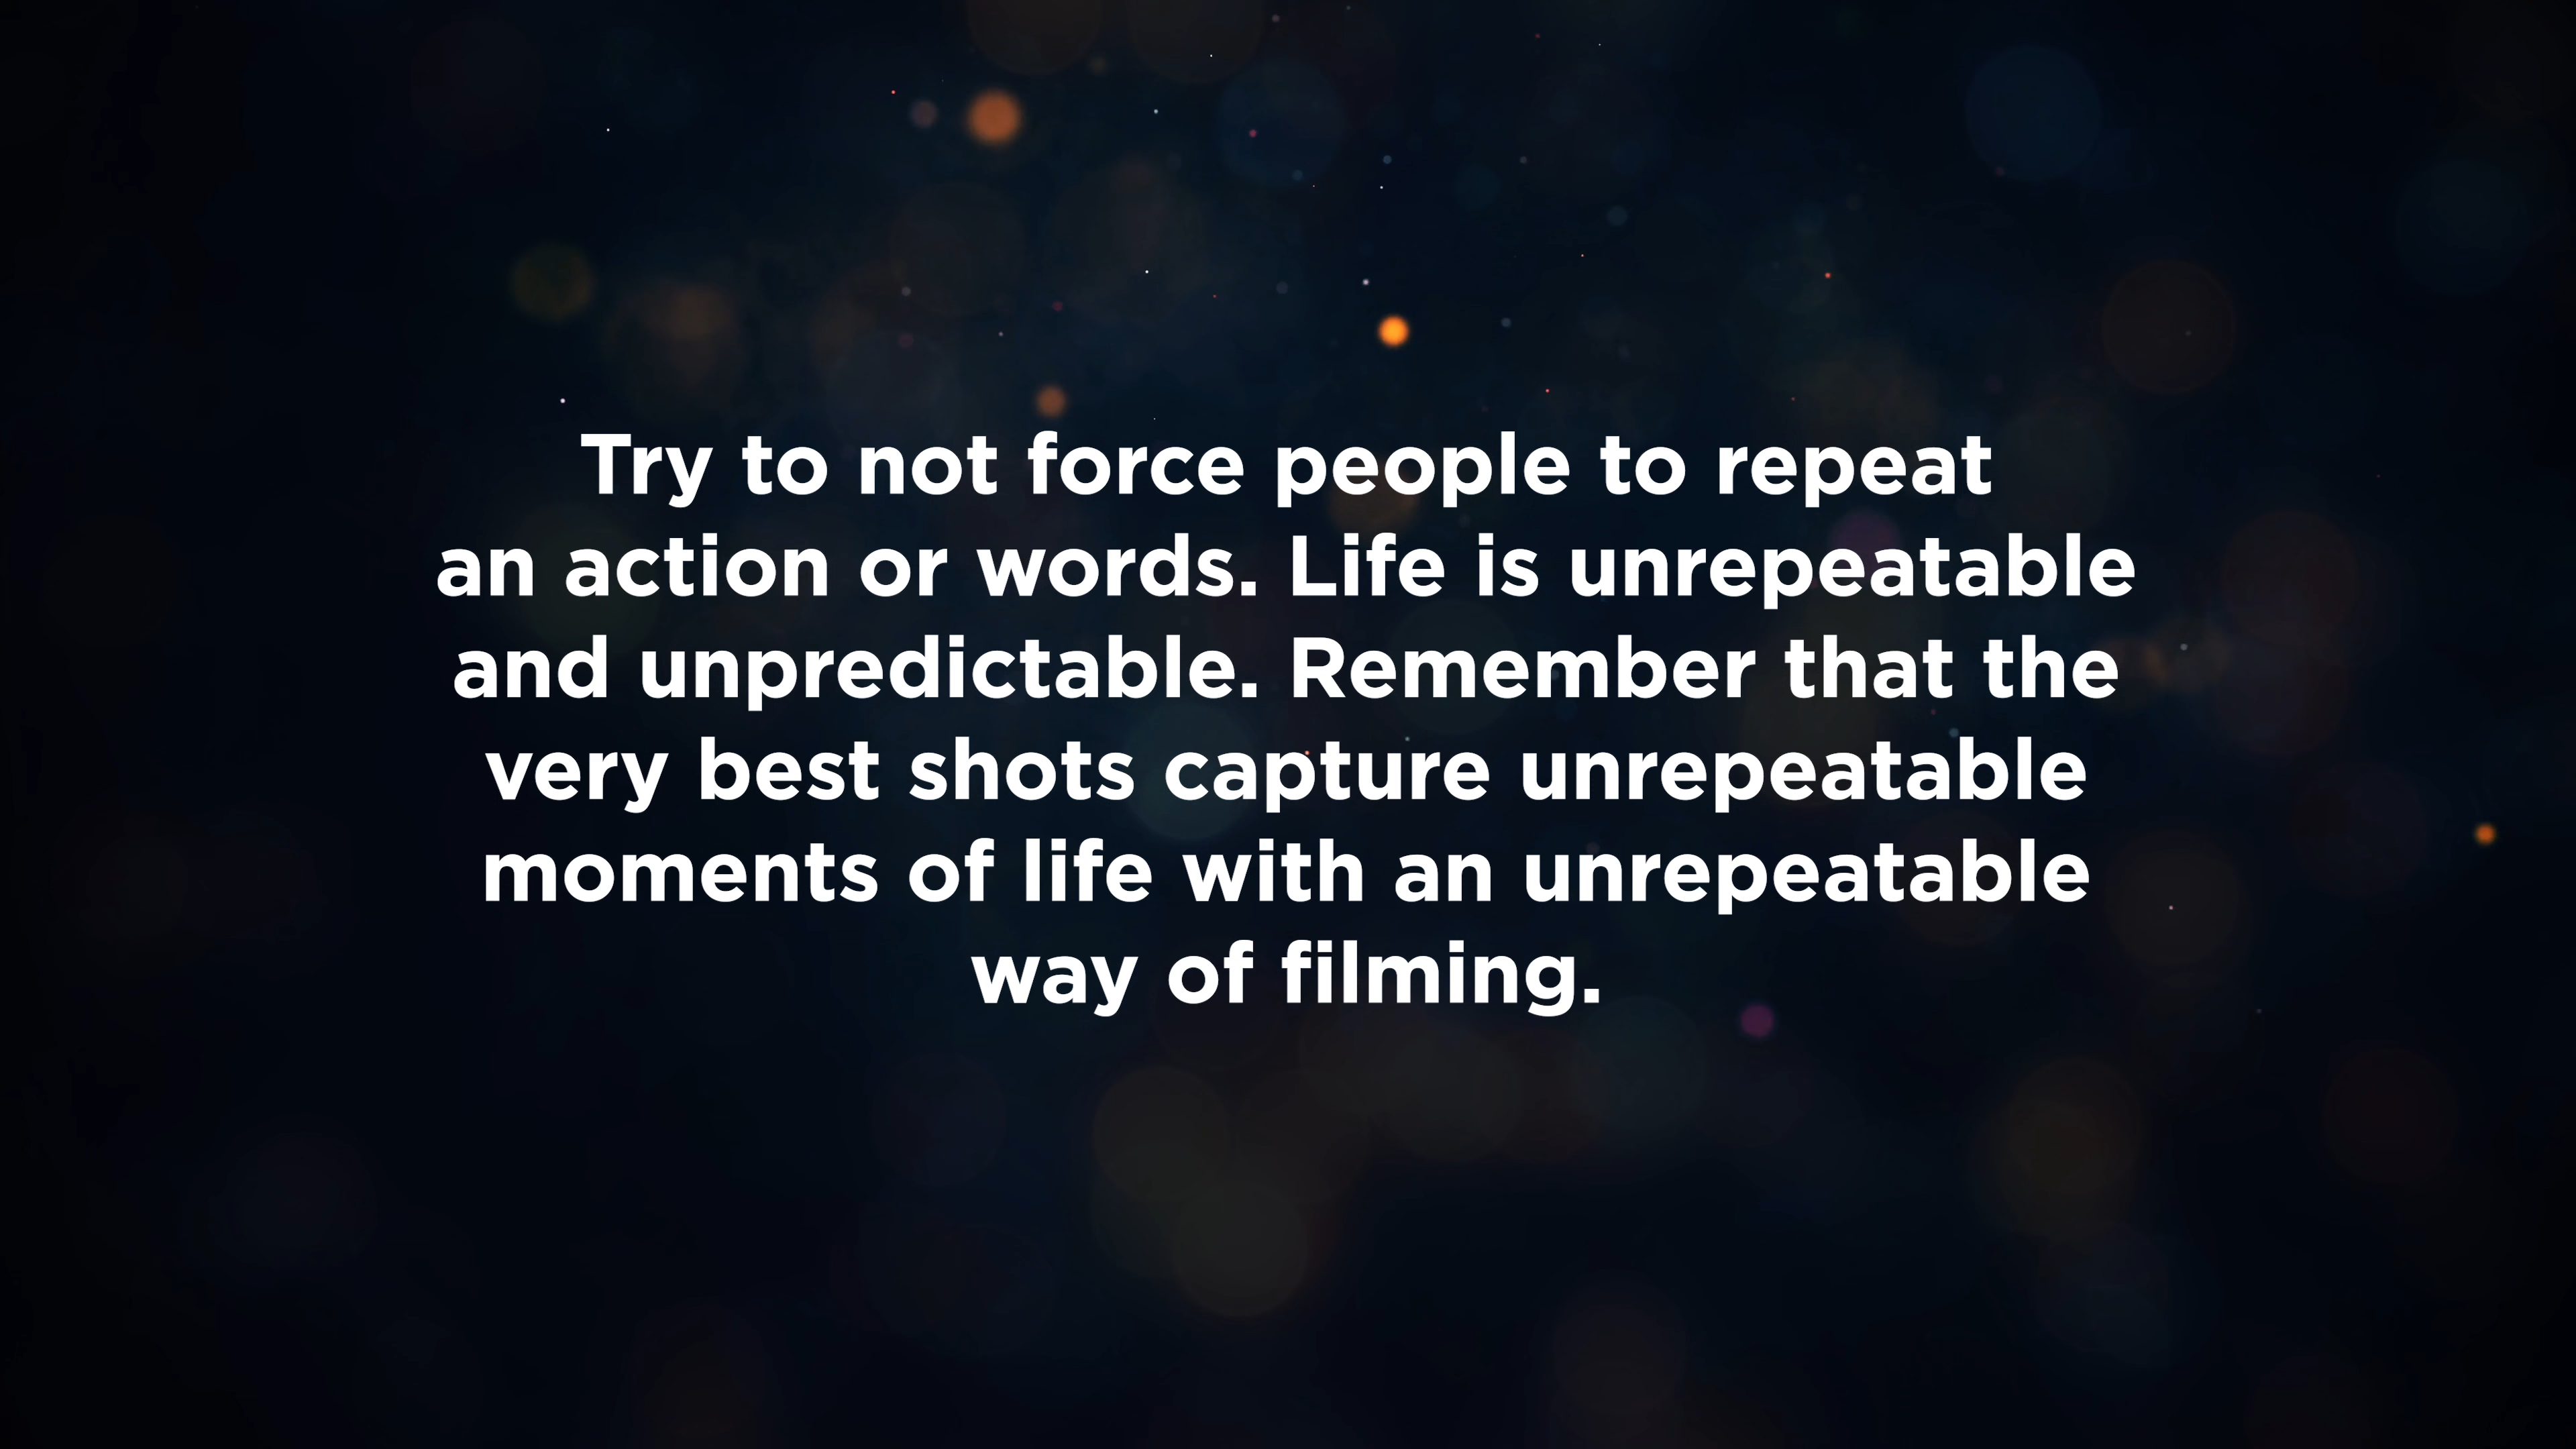 Try to not force people to repeat
an action or words. Life is unrepeatable
and unpredictable. Remember that the
very best shots capture unrepeatable
moments of life with an unrepeatable
way of filming.